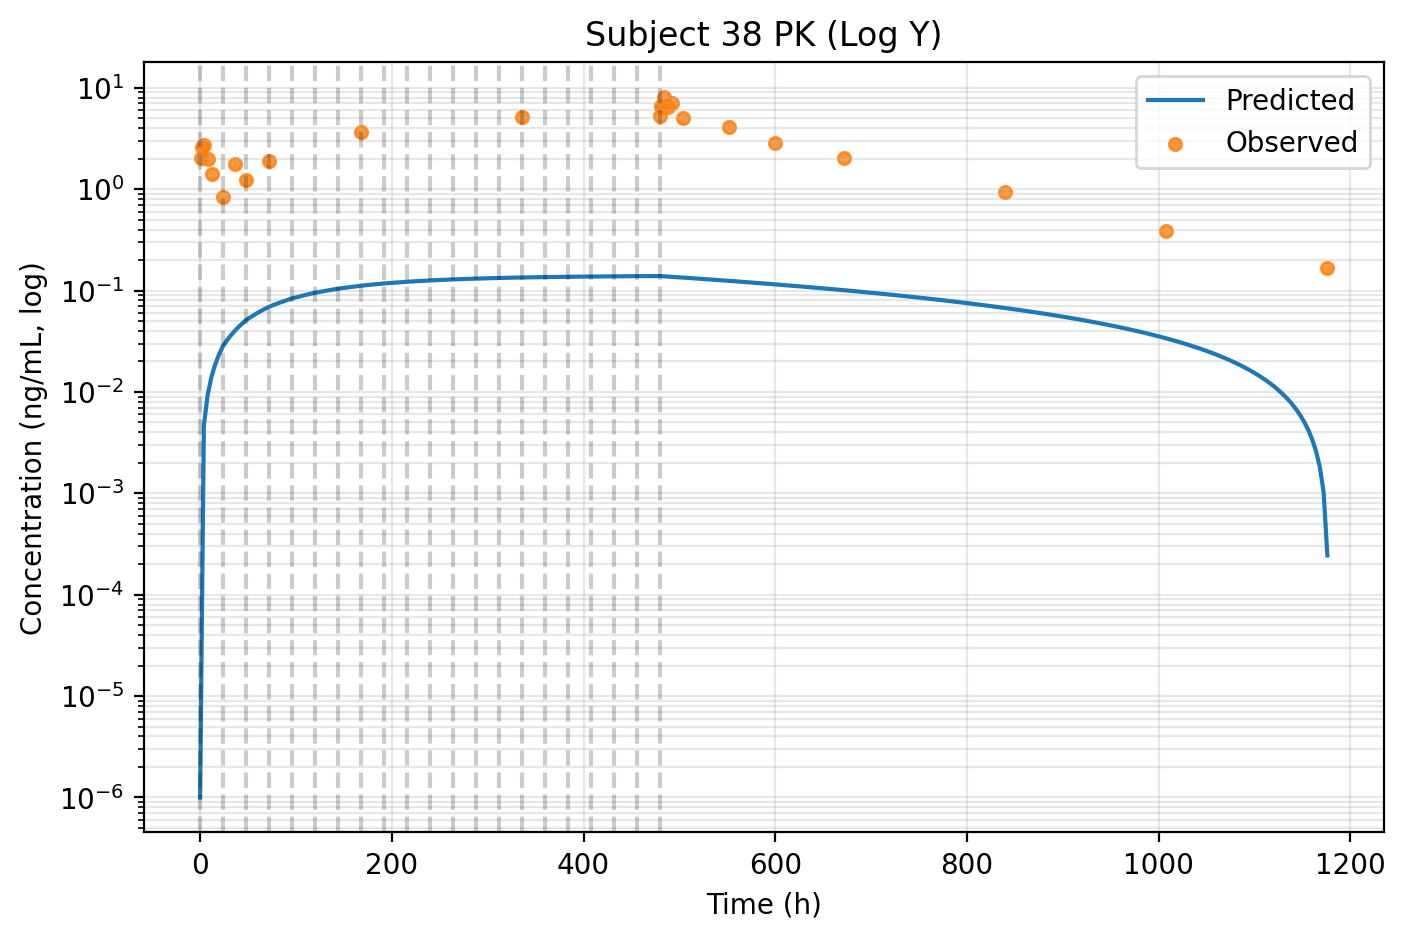 Subject 38 PK (Log Y)
Predicted
Observed
Concentration (ng/mL, log)
10¹
10⁰
10⁻¹
10⁻²
10⁻³
10⁻⁴
10⁻⁵
10⁻⁶
0 200 400 600 800 1000 1200
Time (h)